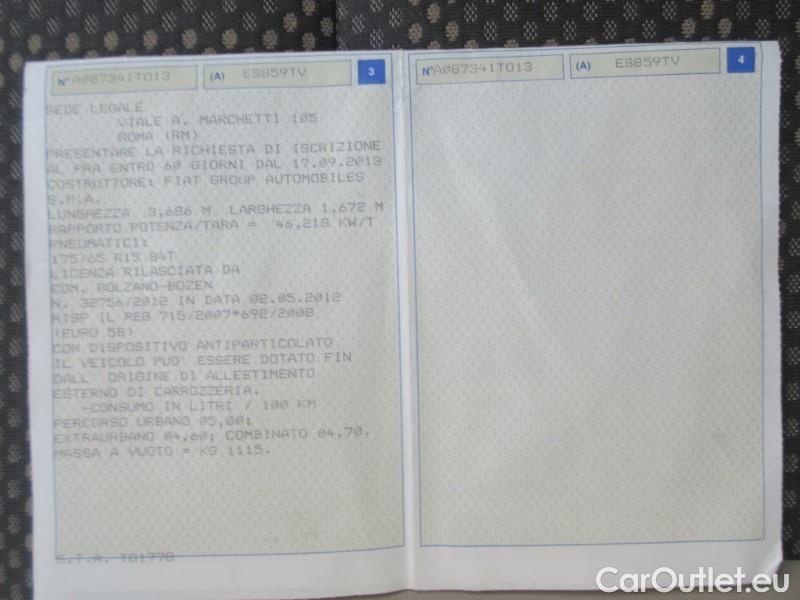 N° A087341TO13 (A) ES859TV 3
SEDE LEGALE
VIALE A. MARCHETTI 105
ROMA (RM)
PRESENTARE LA RICHIESTA DI ISCRIZIONE
AL PRA ENTRO 60 GIORNI DAL 17.09.2013
COSTRUTTORE: FIAT GROUP AUTOMOBILES
S.P.A.
LUNGHEZZA 3,686 M LARGHEZZA 1,672 M
RAPPORTO POTENZA/TARA = 46,218 KW/T
PNEUMATICI:
175/65 R15 84T
LICENZA RILASCIATA DA
COM. BOLZANO-BOZEN
N. 32756/2012 IN DATA 02.05.2012
RISP IL REG 715/2007*692/2008
(EURO 5B)
CON DISPOSITIVO ANTIPARTICOLATO
IL VEICOLO PUO' ESSERE DOTATO FIN
DALL' ORIGINE DI ALLESTIMENTO
ESTERNO DI CARROZZERIA.
-CONSUMO IN LITRI / 100 KM
PERCORSO URBANO 05,00;
EXTRAURBANO 04,60; COMBINATO 04,70.
MASSA A VUOTO = KG 1115.
S.T.A. TG1778
N° A087341TO13 (A) ES859TV 4
CarOutlet.eu